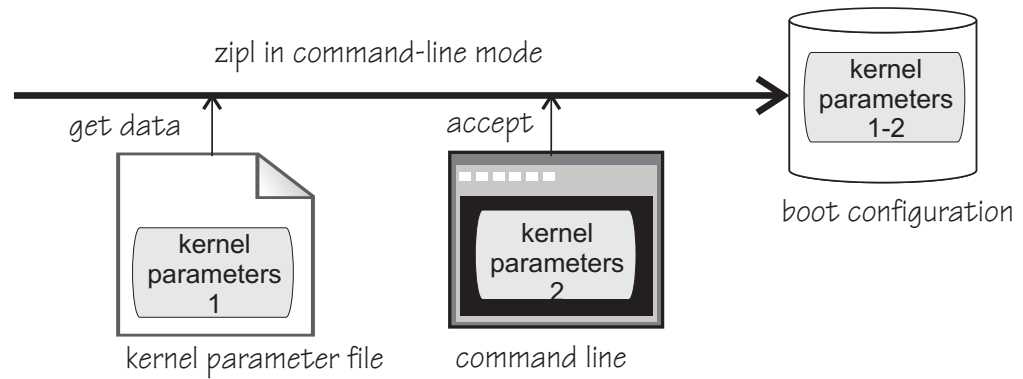 zipl in command-line mode
kernel
parameters
1-2
get data
accept
boot configuration
kernel
parameters
1
kernel
parameters
2
kernel parameter file
command line